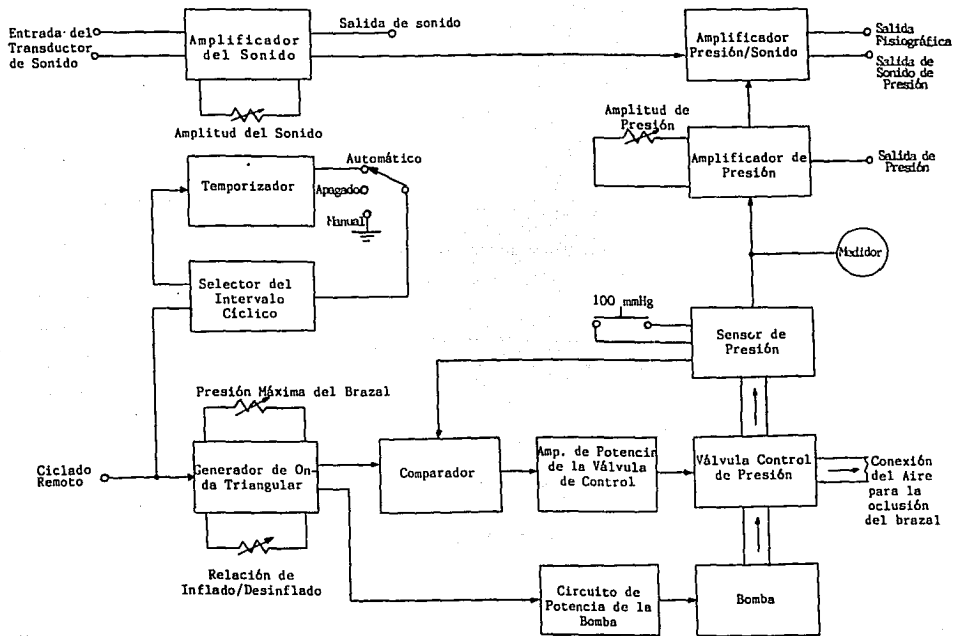 Entrada del
Transductor
de Sonido
Amplificador
del Sonido
Salida de sonido
Amplitud del Sonido
Amplificador
Presión/Sonido
Salida
Fisiográfica
Salida de
Sonido de
Presión
Amplitud de
Presión
Amplificador de
Presión
Salida de
Presión
Temporizador
Automático
Apagado
Manual
Medidor
Selector del
Intervalo
Cíclico
100 mmHg
Sensor de
Presión
Presión Máxima del Brazal
Ciclado
Remoto
Generador de On-
da Triangular
Comparador
Amp. de Potencia
de la Válvula
de Control
Válvula Control
de Presión
Conexión
del Aire
para la
oclusión
del brazal
Relación de
Inflado/Desinflado
Circuito de
Potencia de la
Bomba
Bomba